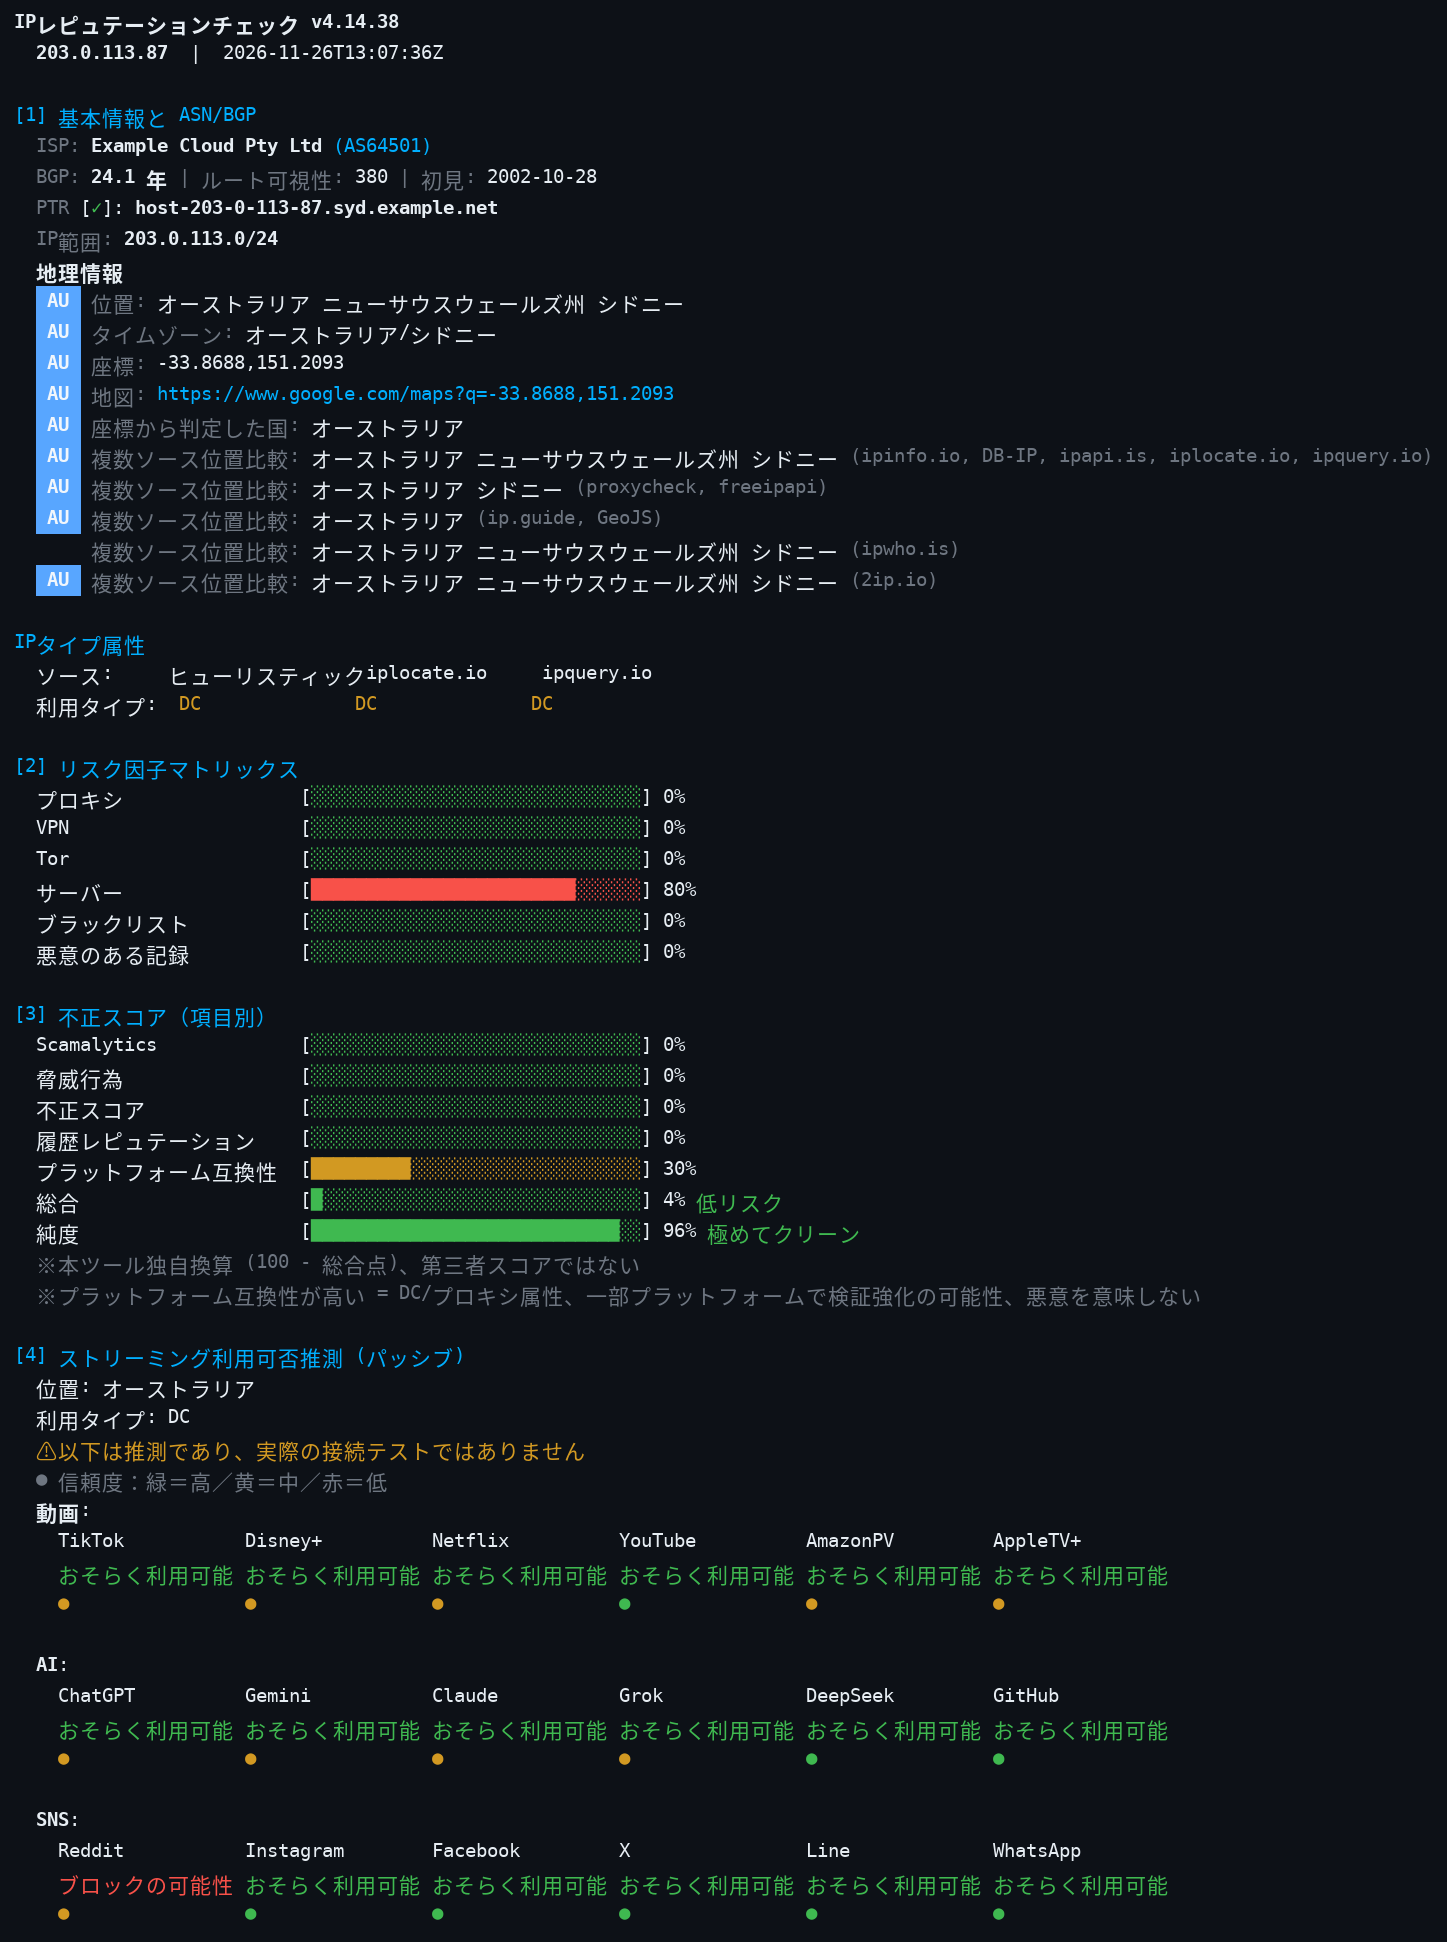 IPレピュテーションチェック v4.14.38
203.0.113.87 | 2026-11-26T13:07:36Z
[1] 基本情報と ASN/BGP
ISP: Example Cloud Pty Ltd (AS64501)
BGP: 24.1 年 | ルート可視性: 380 | 初見: 2002-10-28
PTR [✓]: host-203-0-113-87.syd.example.net
IP範囲: 203.0.113.0/24
地理情報
AU 位置: オーストラリア ニューサウスウェールズ州 シドニー
AU タイムゾーン: オーストラリア/シドニー
AU 座標: -33.8688,151.2093
AU 地図: https://www.google.com/maps?q=-33.8688,151.2093
AU 座標から判定した国: オーストラリア
AU 複数ソース位置比較: オーストラリア ニューサウスウェールズ州 シドニー (ipinfo.io, DB-IP, ipapi.is, iplocate.io, ipquery.io)
AU 複数ソース位置比較: オーストラリア シドニー (proxycheck, freeipapi)
AU 複数ソース位置比較: オーストラリア (ip.guide, GeoJS)
複数ソース位置比較: オーストラリア ニューサウスウェールズ州 シドニー (ipwho.is)
AU 複数ソース位置比較: オーストラリア ニューサウスウェールズ州 シドニー (2ip.io)
IPタイプ属性
ソース: ヒューリスティックiplocate.io ipquery.io
利用タイプ: DC DC DC
[2] リスク因子マトリックス
プロキシ [░░░░░░░░░░░░░░░░░░░░░░░░░░░░░░] 0%
VPN [░░░░░░░░░░░░░░░░░░░░░░░░░░░░░░] 0%
Tor [░░░░░░░░░░░░░░░░░░░░░░░░░░░░░░] 0%
サーバー [████████████████████████░░░░░░] 80%
ブラックリスト [░░░░░░░░░░░░░░░░░░░░░░░░░░░░░░] 0%
悪意のある記録 [░░░░░░░░░░░░░░░░░░░░░░░░░░░░░░] 0%
[3] 不正スコア（項目別）
Scamalytics [░░░░░░░░░░░░░░░░░░░░░░░░░░░░░░] 0%
脅威行為 [░░░░░░░░░░░░░░░░░░░░░░░░░░░░░░] 0%
不正スコア [░░░░░░░░░░░░░░░░░░░░░░░░░░░░░░] 0%
履歴レピュテーション [░░░░░░░░░░░░░░░░░░░░░░░░░░░░░░] 0%
プラットフォーム互換性 [█████████░░░░░░░░░░░░░░░░░░░░░] 30%
総合 [█░░░░░░░░░░░░░░░░░░░░░░░░░░░░░] 4% 低リスク
純度 [████████████████████████████░░] 96% 極めてクリーン
※本ツール独自換算 (100 - 総合点)、第三者スコアではない
※プラットフォーム互換性が高い = DC/プロキシ属性、一部プラットフォームで検証強化の可能性、悪意を意味しない
[4] ストリーミング利用可否推測 (パッシブ)
位置: オーストラリア
利用タイプ: DC
⚠以下は推測であり、実際の接続テストではありません
● 信頼度：緑＝高／黄＝中／赤＝低
動画:
TikTok Disney+ Netflix YouTube AmazonPV AppleTV+
おそらく利用可能 おそらく利用可能 おそらく利用可能 おそらく利用可能 おそらく利用可能 おそらく利用可能
● ● ● ● ● ●
AI:
ChatGPT Gemini Claude Grok DeepSeek GitHub
おそらく利用可能 おそらく利用可能 おそらく利用可能 おそらく利用可能 おそらく利用可能 おそらく利用可能
● ● ● ● ● ●
SNS:
Reddit Instagram Facebook X Line WhatsApp
ブロックの可能性 おそらく利用可能 おそらく利用可能 おそらく利用可能 おそらく利用可能 おそらく利用可能
● ● ● ● ● ●